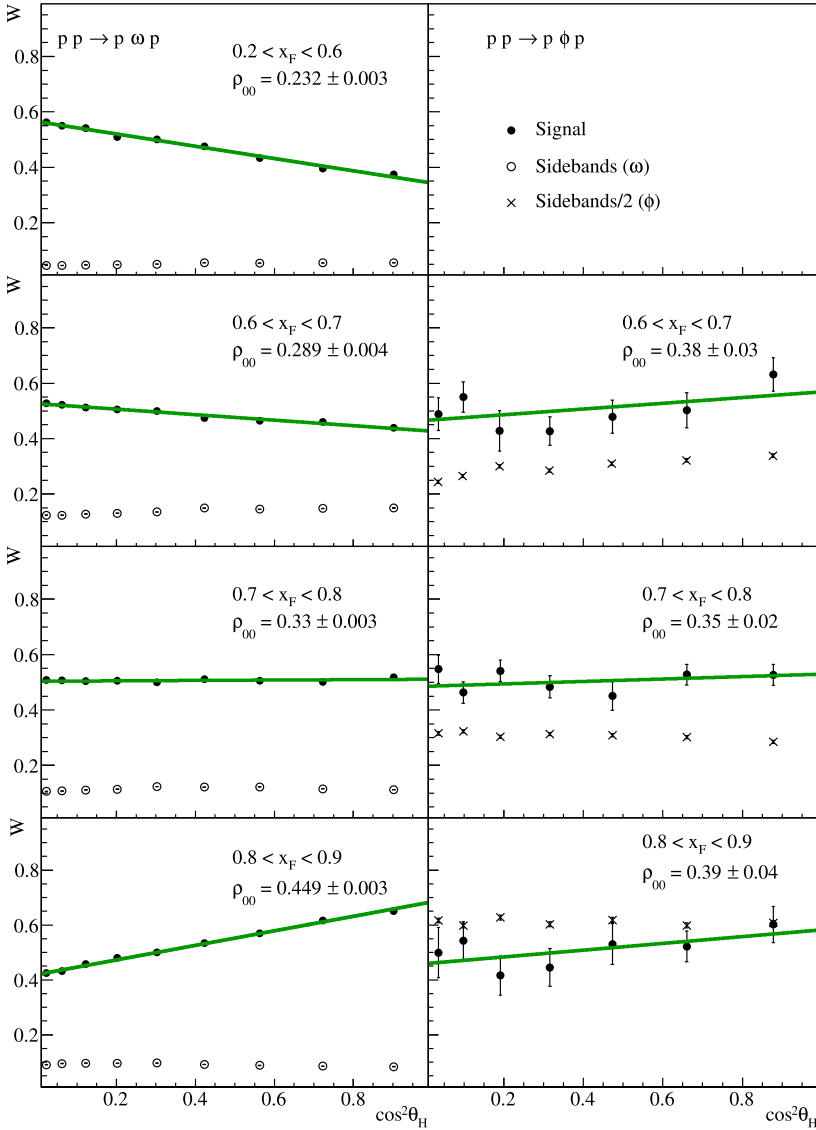 W
p p → p ω p
0.2 < x_F < 0.6
ρ_00 = 0.232 ± 0.003
0.8
0.6
0.4
0.2
p p → p ϕ p
Signal
Sidebands (ω)
Sidebands/2 (ϕ)
W
0.6 < x_F < 0.7
ρ_00 = 0.289 ± 0.004
0.8
0.6
0.4
0.2
0.6 < x_F < 0.7
ρ_00 = 0.38 ± 0.03
W
0.7 < x_F < 0.8
ρ_00 = 0.33 ± 0.003
0.8
0.6
0.4
0.2
0.7 < x_F < 0.8
ρ_00 = 0.35 ± 0.02
W
0.8 < x_F < 0.9
ρ_00 = 0.449 ± 0.003
0.8
0.6
0.4
0.2
0.8 < x_F < 0.9
ρ_00 = 0.39 ± 0.04
0.2 0.4 0.6 0.8
cos²θ_H
0.2 0.4 0.6 0.8
cos²θ_H